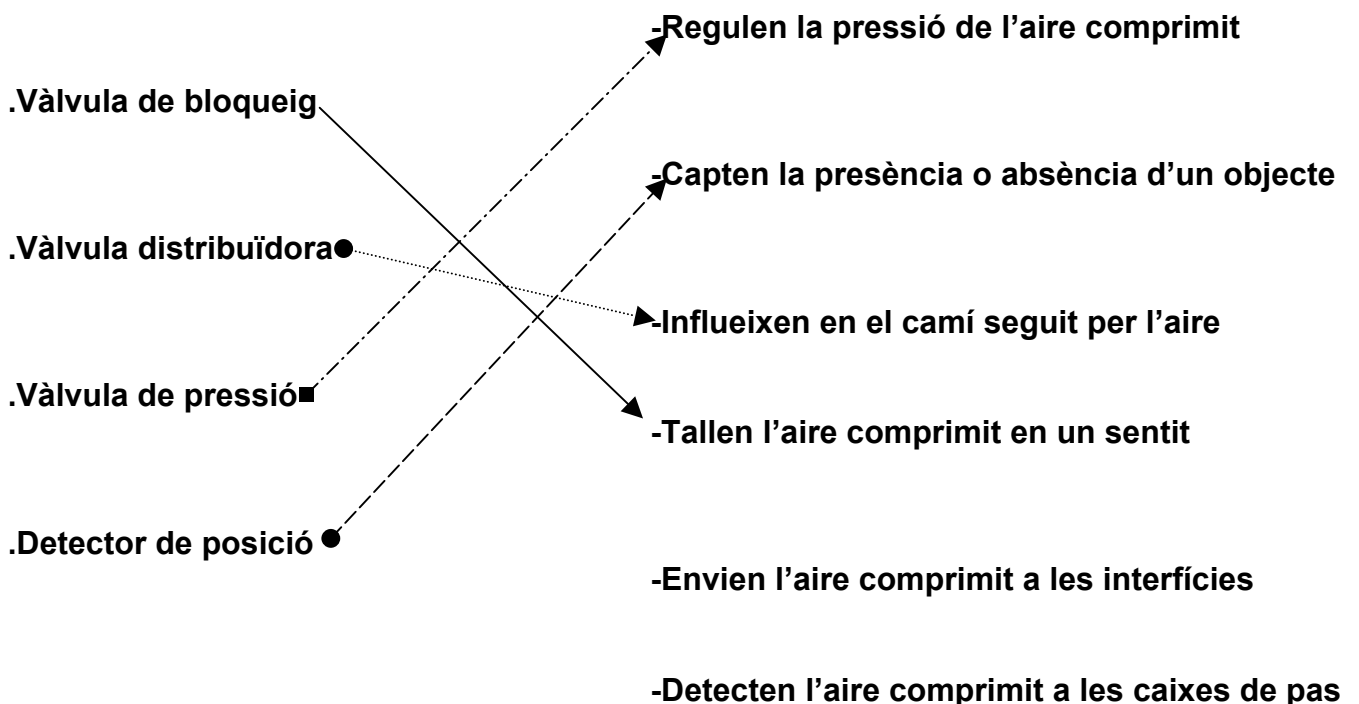 -Regulen la pressió de l’aire comprimit
.Vàlvula de bloqueig
-Capten la presència o absència d’un objecte
.Vàlvula distribuïdora
-Influeixen en el camí seguit per l’aire
.Vàlvula de pressió
-Tallen l’aire comprimit en un sentit
.Detector de posició
-Envien l’aire comprimit a les interfícies
-Detecten l’aire comprimit a les caixes de pas